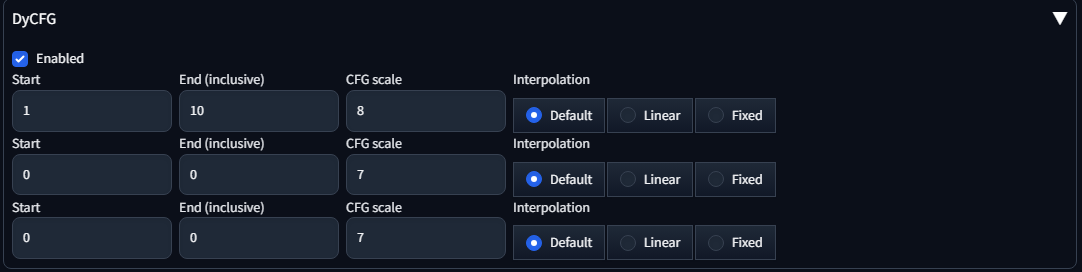 DyCFG
Enabled
Start End (inclusive) CFG scale Interpolation
1 10 8 Default Linear Fixed
Start End (inclusive) CFG scale Interpolation
0 0 7 Default Linear Fixed
Start End (inclusive) CFG scale Interpolation
0 0 7 Default Linear Fixed